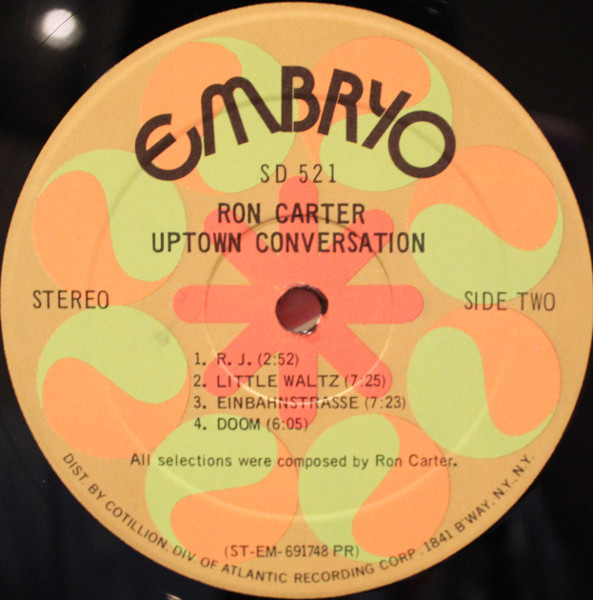 EMBRYO
SD 521
RON CARTER
UPTOWN CONVERSATION
STEREO
SIDE TWO
1. R. J. (2:52)
2. LITTLE WALTZ (7:25)
3. EINBAHNSTRASSE (7:23)
4. DOOM (6:05)
All selections were composed by Ron Carter.
(ST-EM-691748 PR)
DIST BY COTILLION, DIV OF ATLANTIC RECORDING CORP. 1841 B'WAY, N.Y., N.Y.